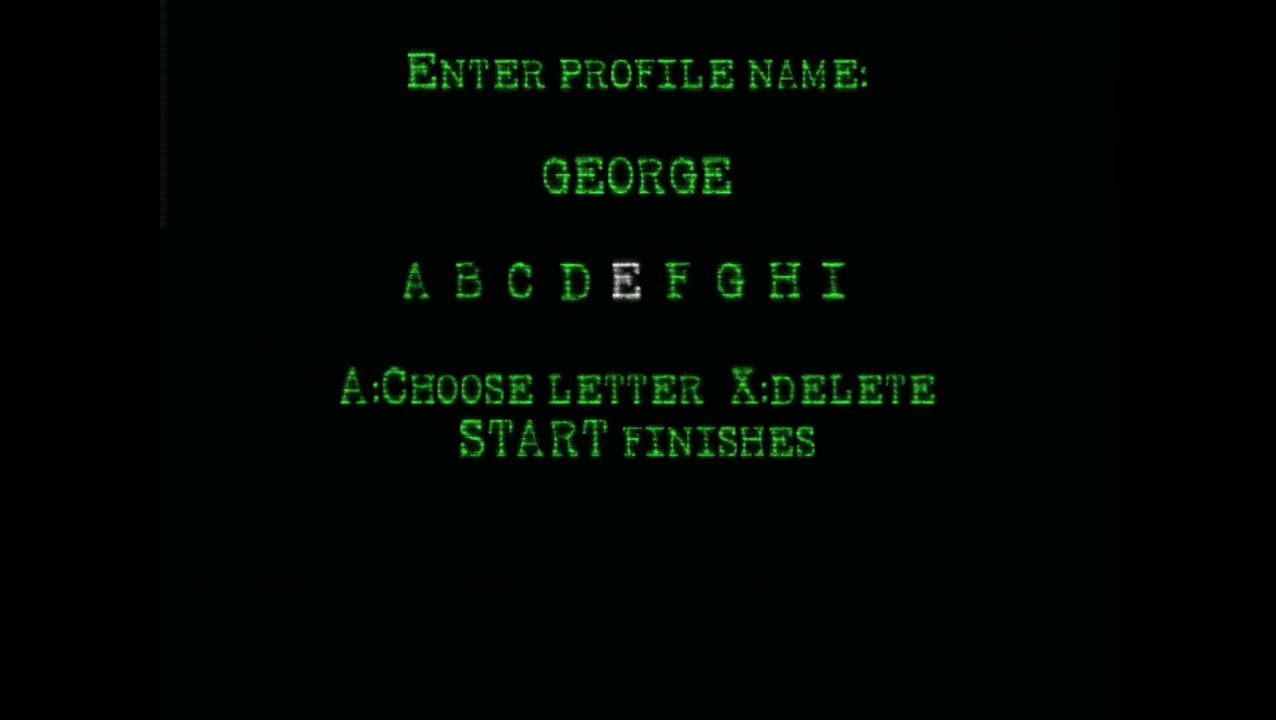 Enter profile name:
GEORGE
A B C D E F G H I
A:Choose letter X:delete
START finishes